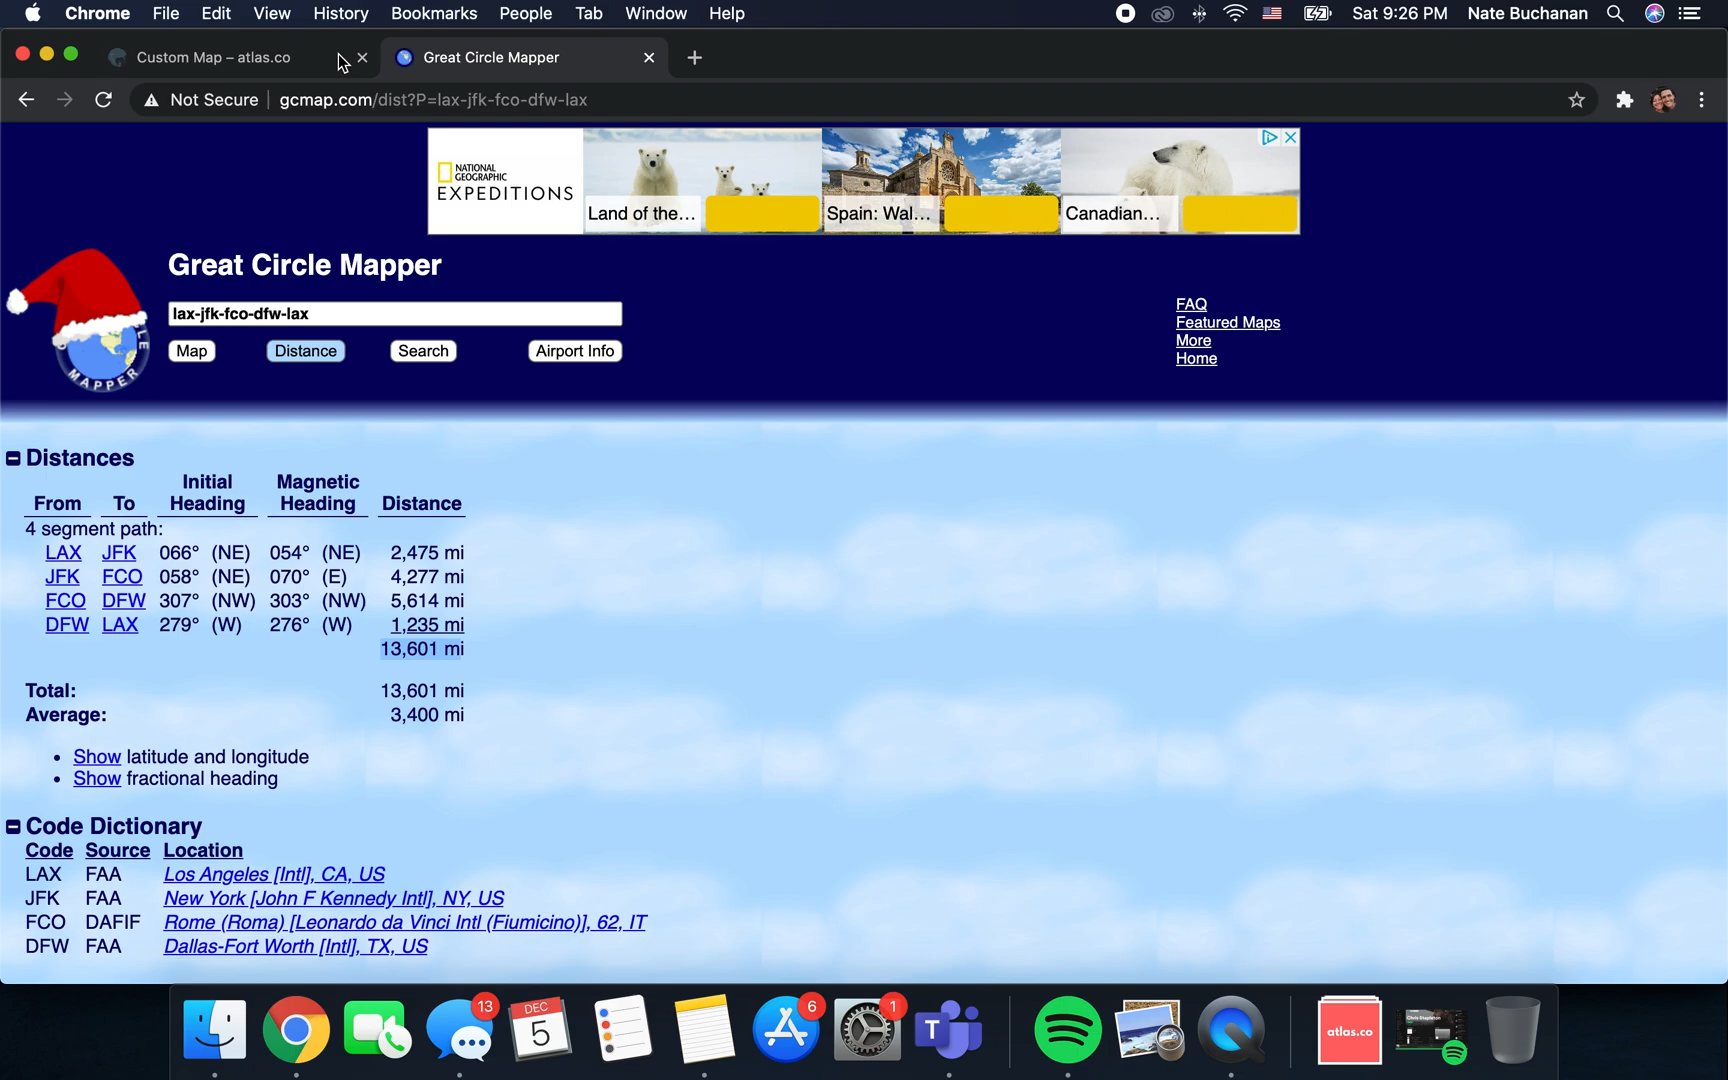 Chrome File Edit View History Bookmarks People Tab Window Help Sat 9:26 PM Nate Buchanan
Custom Map – atlas.co
Great Circle Mapper
Not Secure gcmap.com/dist?P=lax-jfk-fco-dfw-lax
NATIONAL GEOGRAPHIC
EXPEDITIONS
Land of the...
Spain: Wal...
Canadian...
Great Circle Mapper
lax-jfk-fco-dfw-lax
Map Distance Search Airport Info
FAQ
Featured Maps
More
Home
MAPPER
Distances
Initial Magnetic
From To Heading Heading Distance
4 segment path:
LAX JFK 066° (NE) 054° (NE) 2,475 mi
JFK FCO 058° (NE) 070° (E) 4,277 mi
FCO DFW 307° (NW) 303° (NW) 5,614 mi
DFW LAX 279° (W) 276° (W) 1,235 mi
13,601 mi
Total: 13,601 mi
Average: 3,400 mi
• Show latitude and longitude
• Show fractional heading
Code Dictionary
Code Source Location
LAX FAA Los Angeles [Intl], CA, US
JFK FAA New York [John F Kennedy Intl], NY, US
FCO DAFIF Rome (Roma) [Leonardo da Vinci Intl (Fiumicino)], 62, IT
DFW FAA Dallas-Fort Worth [Intl], TX, US
13
DEC
5
6
1
T
atlas.co